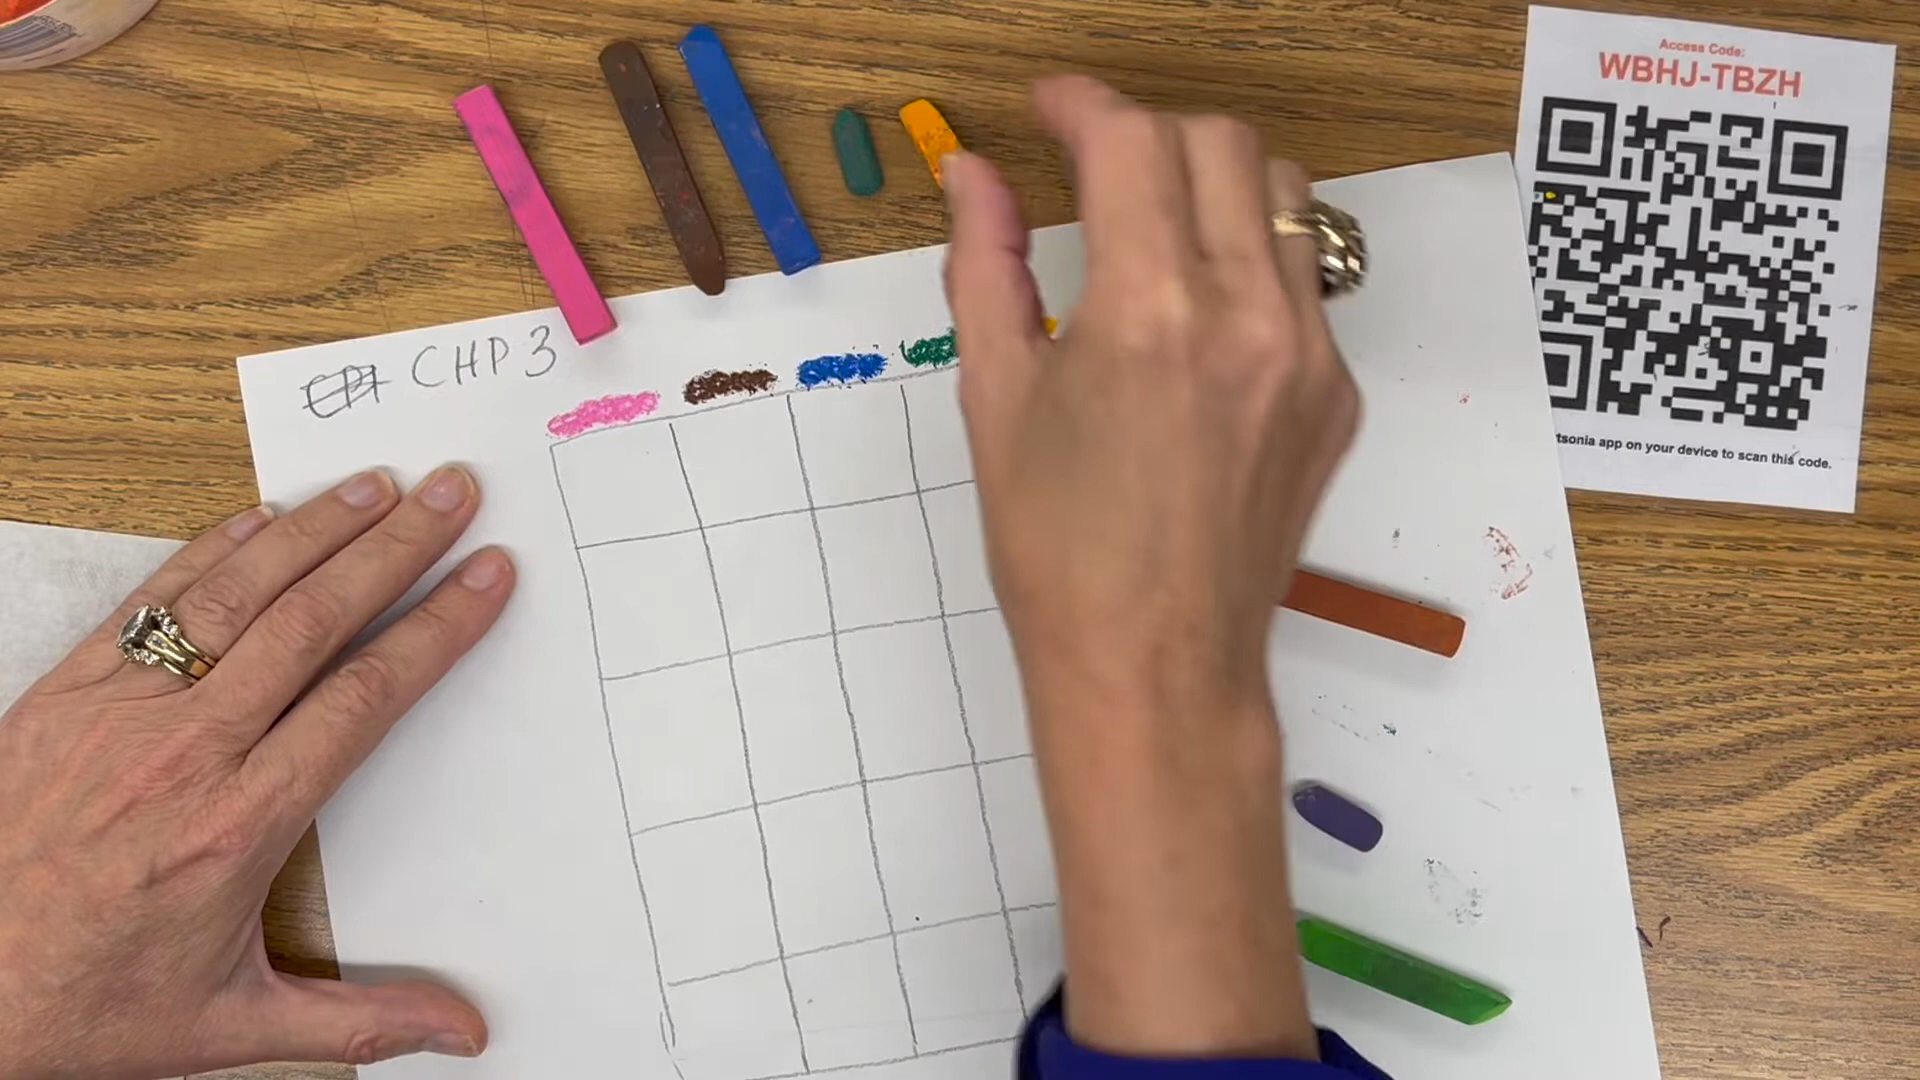 Access Code:
WBHJ-TBZH
tsonia app on your device to scan this code.
CHP 3